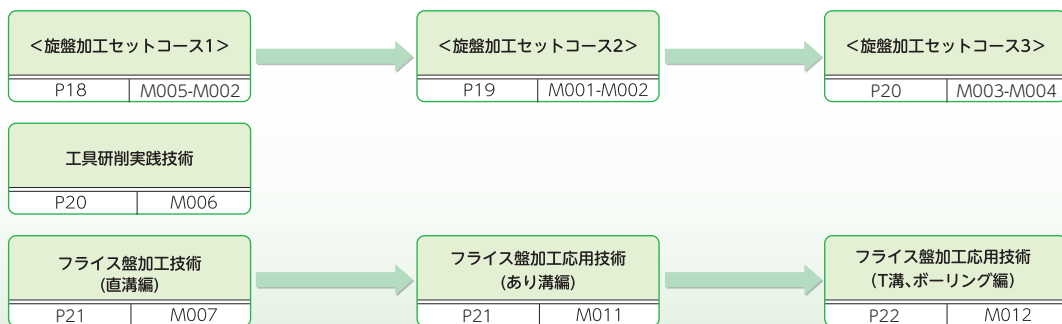 <旋盤加工セットコース1>
P18 M005-M002
<旋盤加工セットコース2>
P19 M001-M002
<旋盤加工セットコース3>
P20 M003-M004
工具研削実践技術
P20 M006
フライス盤加工技術
(直溝編)
P21 M007
フライス盤加工応用技術
(あり溝編)
P21 M011
フライス盤加工応用技術
(T溝、ボーリング編)
P22 M012